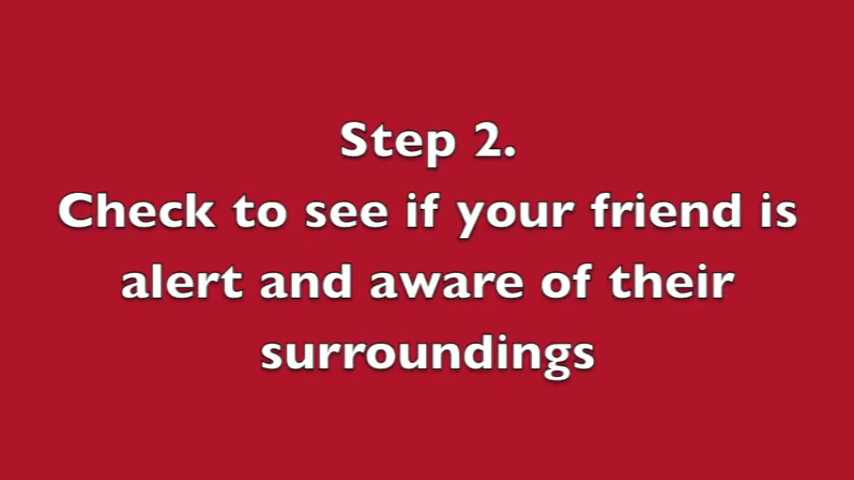 Step 2.
Check to see if your friend is
alert and aware of their
surroundings